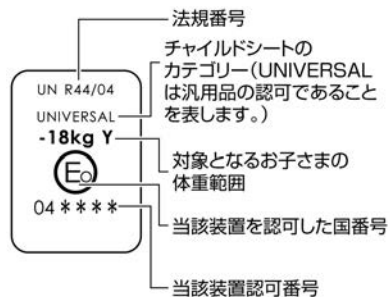 法規番号
チャイルドシートの
カテゴリー(UNIVERSAL
は汎用品の認可であること
を表します。)
対象となるお子さまの
体重範囲
当該装置を認可した国番号
当該装置認可番号
UN R44/04
UNIVERSAL
-18kg Y
E○
04****